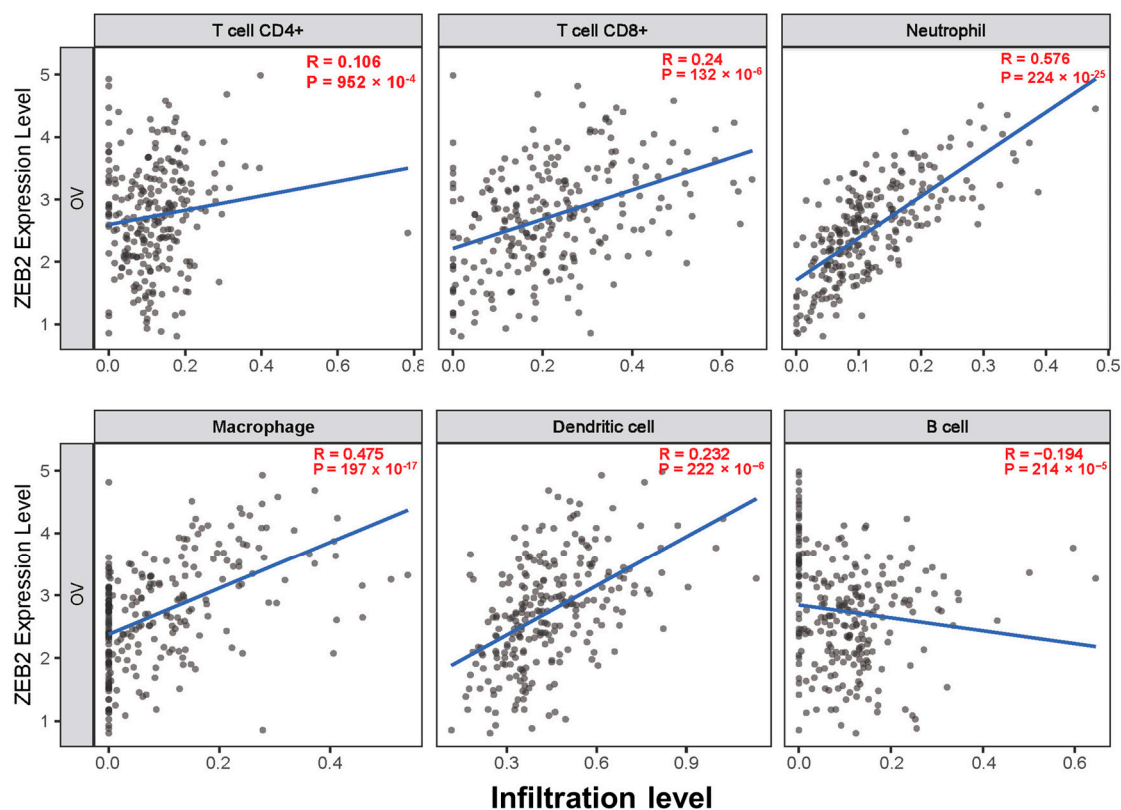 T cell CD4+
T cell CD8+
Neutrophil
ZEB2 Expression Level
OV
5
4
3
2
1
R = 0.106
P = 952 × 10-4
R = 0.24
P = 132 × 10-6
R = 0.576
P = 224 × 10-25
0.0 0.2 0.4 0.6 0.8
0.0 0.2 0.4 0.6
0.0 0.1 0.2 0.3 0.4 0.5
Macrophage
Dendritic cell
B cell
ZEB2 Expression Level
OV
5
4
3
2
1
R = 0.475
P = 197 x 10-17
R = 0.232
P = 222 × 10−6
R = −0.194
P = 214 × 10−5
0.0 0.2 0.4
0.3 0.6 0.9
0.0 0.2 0.4 0.6
Infiltration level